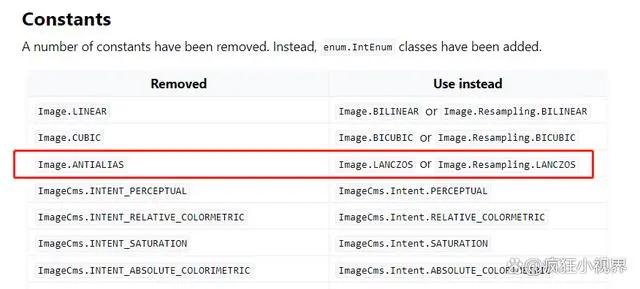 Constants
A number of constants have been removed. Instead, enum.IntEnum classes have been added.
Removed Use instead
Image.LINEAR Image.BILINEAR or Image.Resampling.BILINEAR
Image.CUBIC Image.BICUBIC or Image.Resampling.BICUBIC
Image.ANTIALIAS Image.LANCZOS or Image.Resampling.LANCZOS
ImageCms.INTENT_PERCEPTUAL ImageCms.Intent.PERCEPTUAL
ImageCms.INTENT_RELATIVE_COLORMETRIC ImageCms.Intent.RELATIVE_COLORMETRIC
ImageCms.INTENT_SATURATION ImageCms.Intent.SATURATION
ImageCms.INTENT_ABSOLUTE_COLORIMETRIC ImageCms.Intent.ABSOLUTE_COLORIMETRIC
疯狂小视界